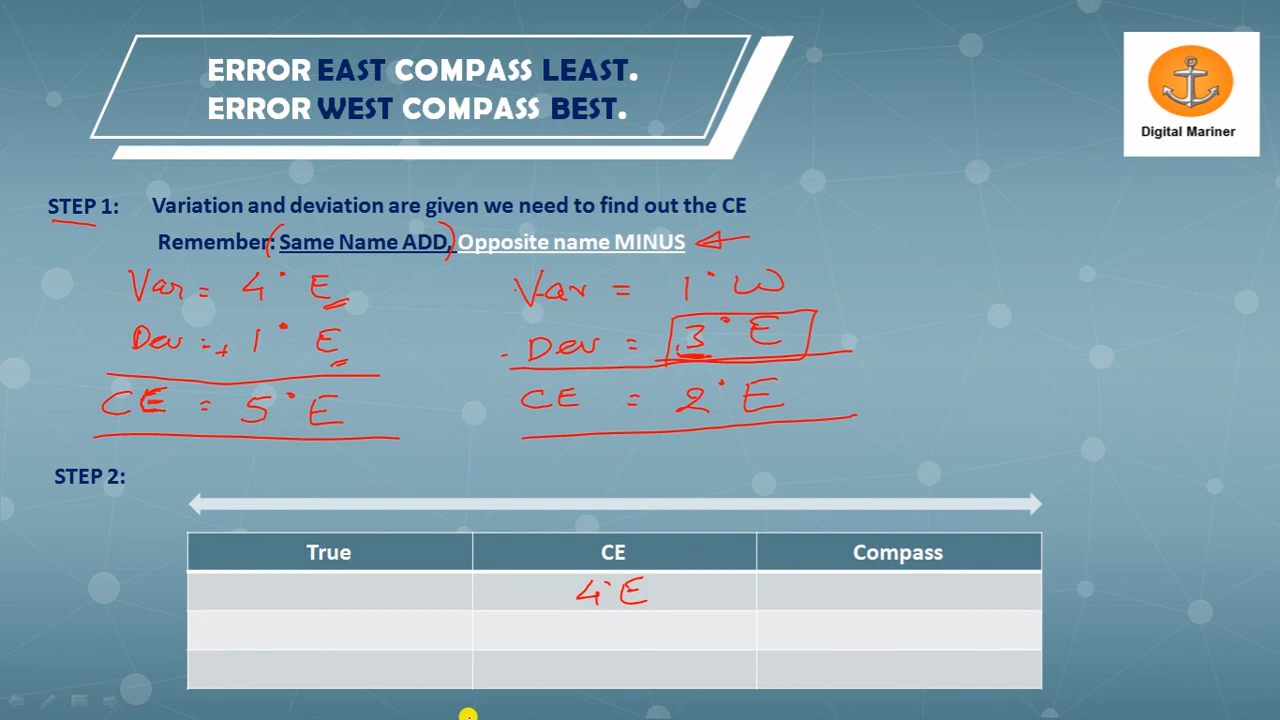 ERROR EAST COMPASS LEAST.
ERROR WEST COMPASS BEST.
Digital Mariner
STEP 1: Variation and deviation are given we need to find out the CE
Remember: Same Name ADD, Opposite name MINUS
Var = 4° E
Dev = + 1° E
CE = 5° E
Var = 1° W
Dev = 3° E
CE = 2° E
STEP 2:
True CE Compass
4° E